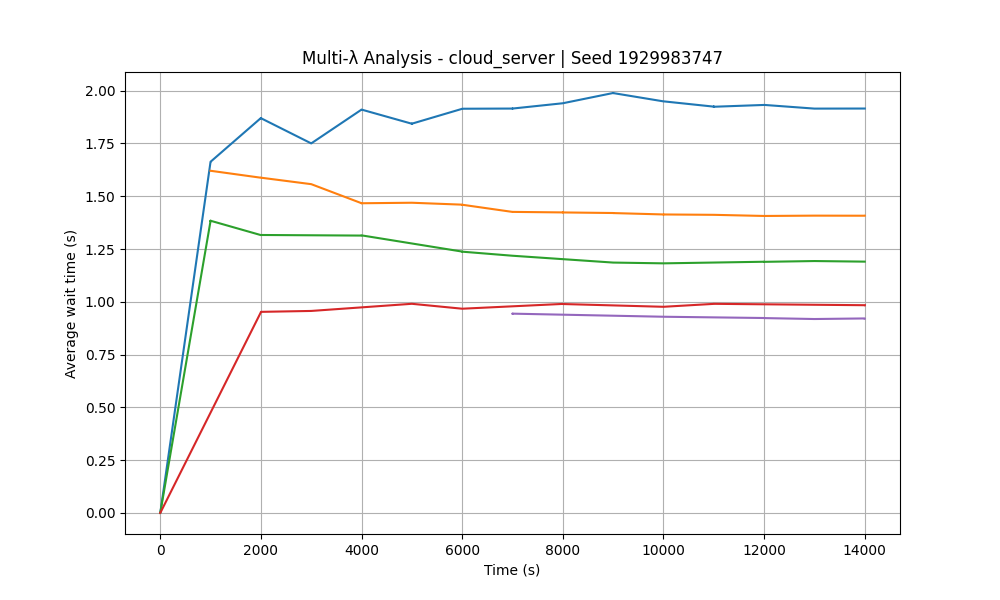 Multi-λ Analysis - cloud_server | Seed 1929983747
Average wait time (s)
2.00
1.75
1.50
1.25
1.00
0.75
0.50
0.25
0.00
0 2000 4000 6000 8000 10000 12000 14000
Time (s)